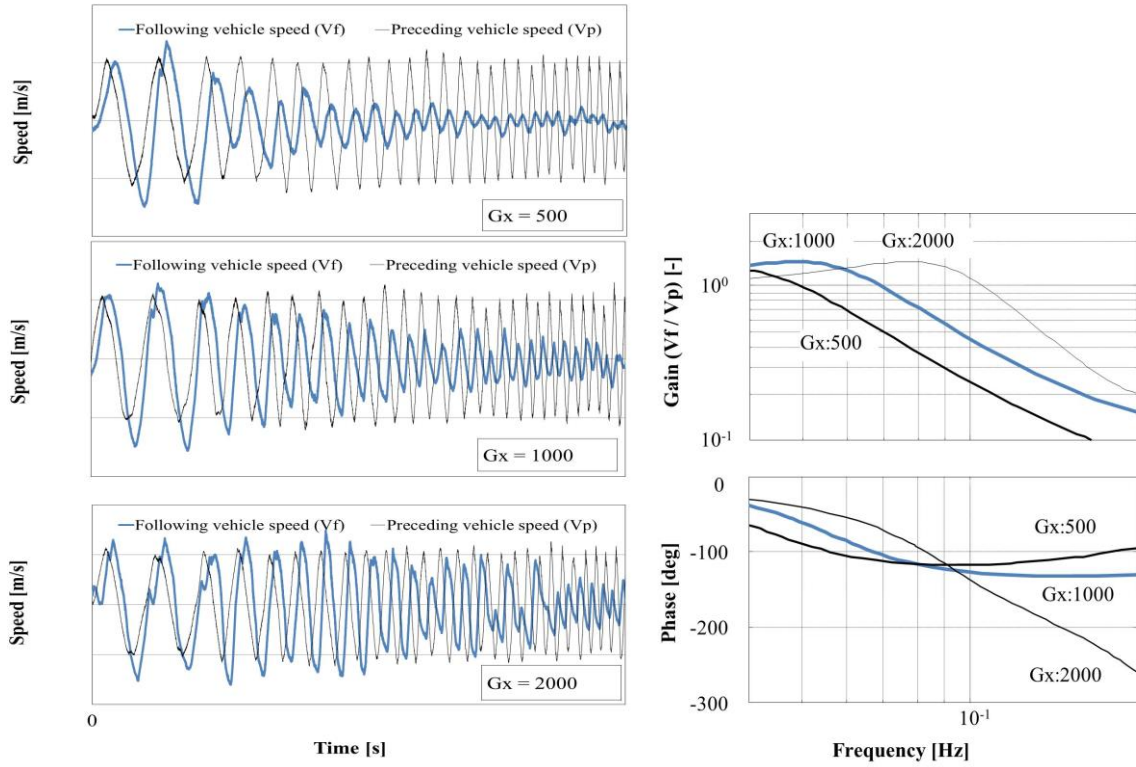 Following vehicle speed (Vf) Preceding vehicle speed (Vp)
Speed [m/s]
Gx = 500
Following vehicle speed (Vf) Preceding vehicle speed (Vp)
Speed [m/s]
Gx = 1000
Following vehicle speed (Vf) Preceding vehicle speed (Vp)
Speed [m/s]
Gx = 2000
0
Time [s]
Gx:1000 Gx:2000
10⁰
Gx:500
Gain (Vf / Vp) [-]
10⁻¹
0
Gx:500
-100
Phase [deg]
Gx:1000
-200
Gx:2000
-300
10⁻¹
Frequency [Hz]